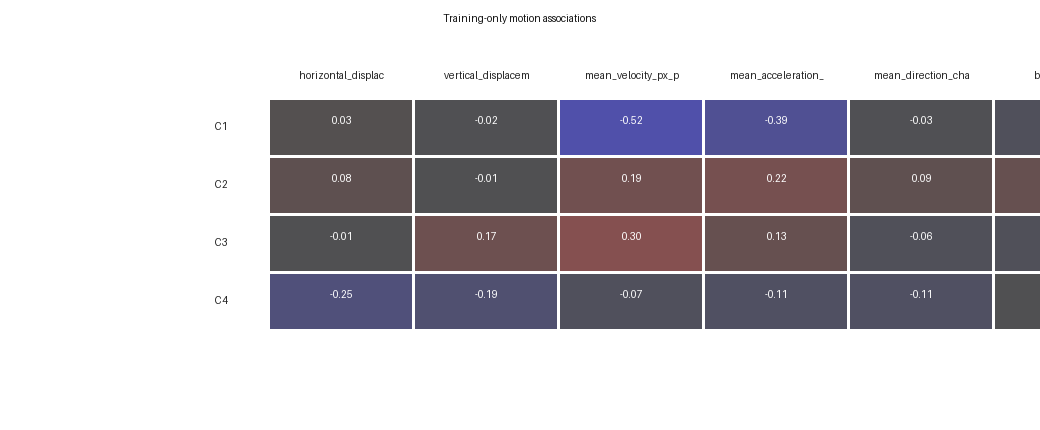 Training-only motion associations
horizontal_displac vertical_displacem mean_velocity_px_p mean_acceleration_ mean_direction_cha b
C1 0.03 -0.02 -0.52 -0.39 -0.03
C2 0.08 -0.01 0.19 0.22 0.09
C3 -0.01 0.17 0.30 0.13 -0.06
C4 -0.25 -0.19 -0.07 -0.11 -0.11